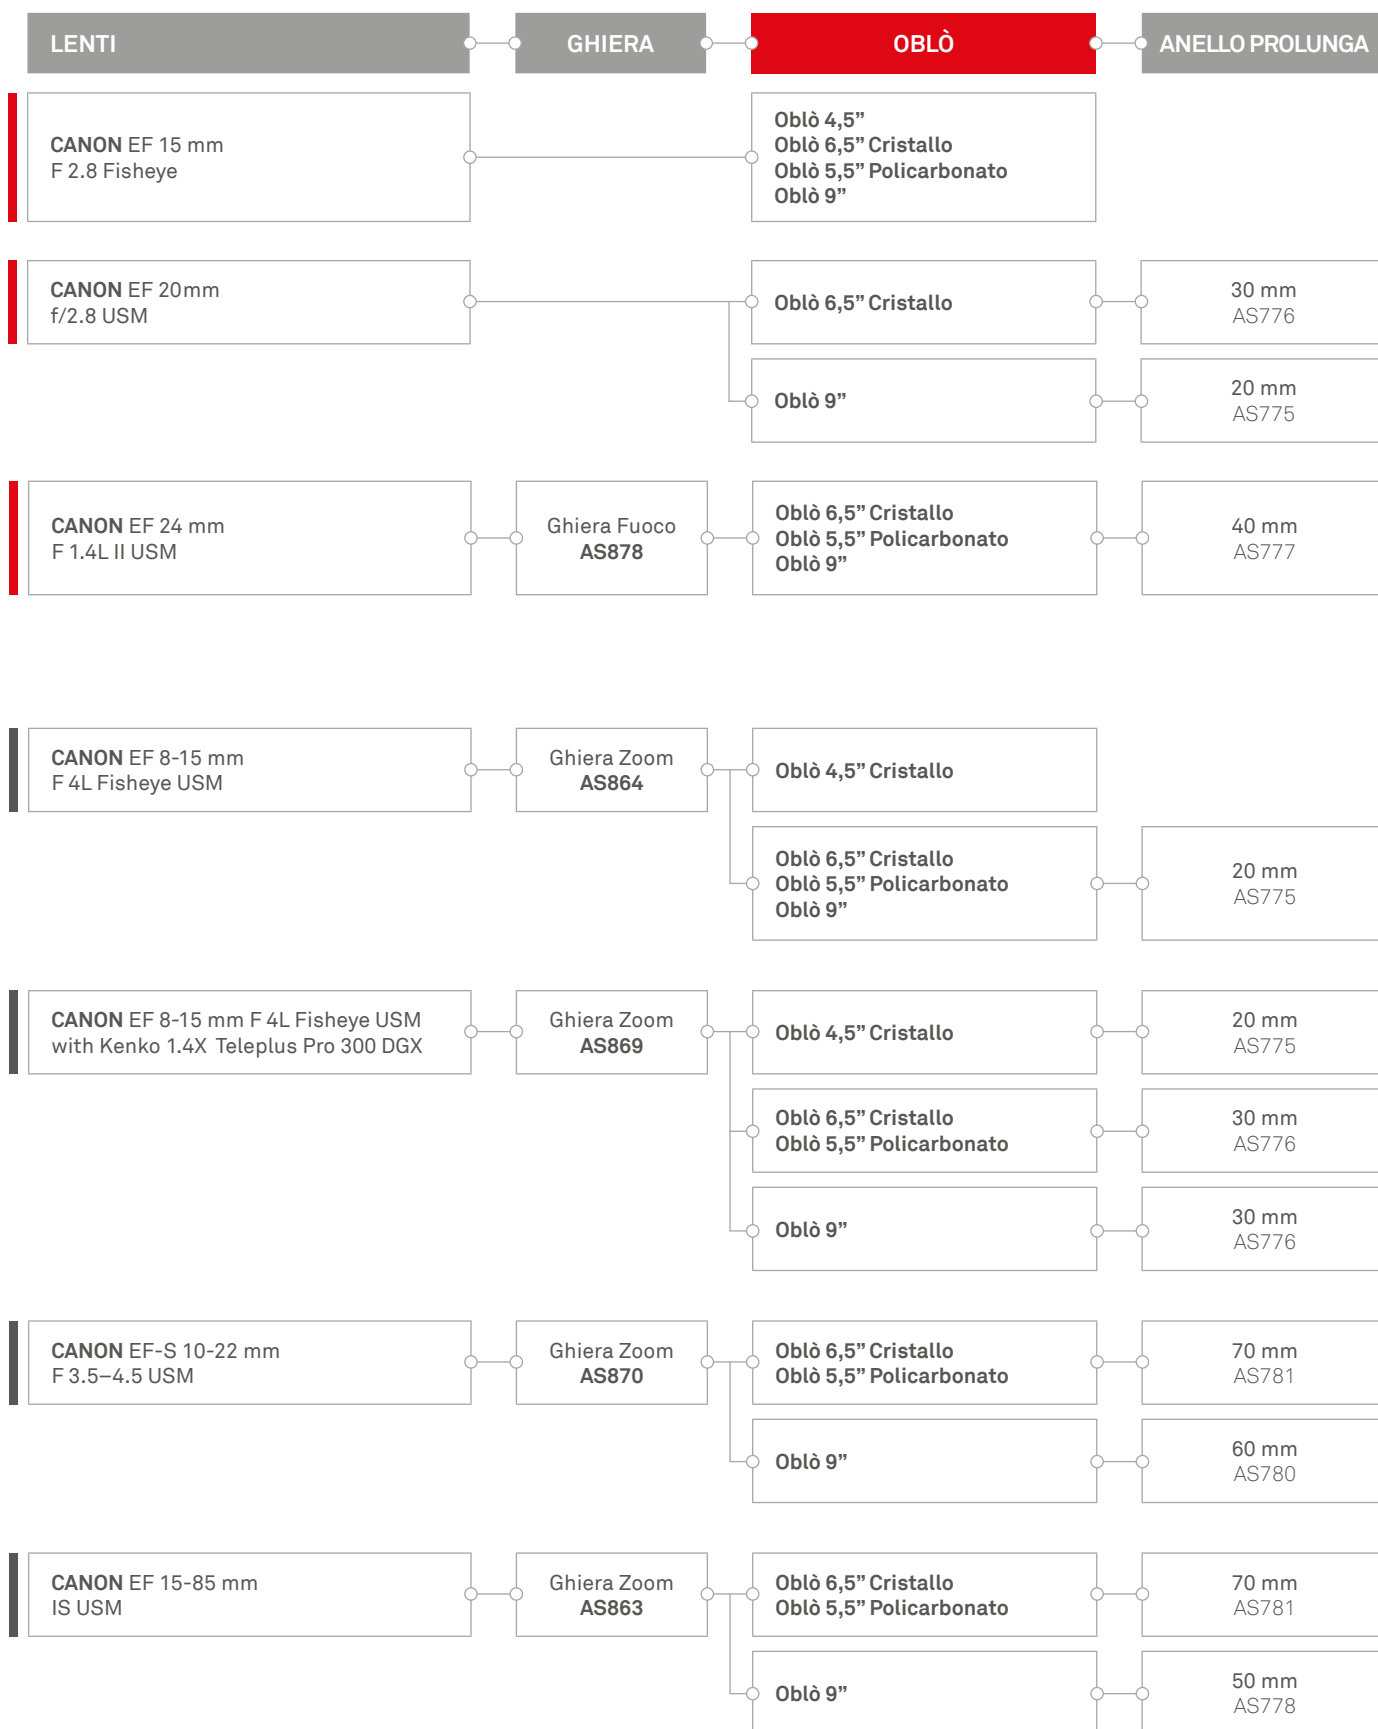 LENTI
GHIERA
OBLÒ
ANELLO PROLUNGA
CANON EF 15 mm
F 2.8 Fisheye
Oblò 4,5”
Oblò 6,5” Cristallo
Oblò 5,5” Policarbonato
Oblò 9”
CANON EF 20mm
f/2.8 USM
Oblò 6,5” Cristallo
30 mm
AS776
Oblò 9”
20 mm
AS775
CANON EF 24 mm
F 1.4L II USM
Ghiera Fuoco
AS878
Oblò 6,5” Cristallo
Oblò 5,5” Policarbonato
Oblò 9”
40 mm
AS777
CANON EF 8-15 mm
F 4L Fisheye USM
Ghiera Zoom
AS864
Oblò 4,5” Cristallo
Oblò 6,5” Cristallo
Oblò 5,5” Policarbonato
Oblò 9”
20 mm
AS775
CANON EF 8-15 mm F 4L Fisheye USM
with Kenko 1.4X Teleplus Pro 300 DGX
Ghiera Zoom
AS869
Oblò 4,5” Cristallo
20 mm
AS775
Oblò 6,5” Cristallo
Oblò 5,5” Policarbonato
30 mm
AS776
Oblò 9”
30 mm
AS776
CANON EF-S 10-22 mm
F 3.5–4.5 USM
Ghiera Zoom
AS870
Oblò 6,5” Cristallo
Oblò 5,5” Policarbonato
70 mm
AS781
Oblò 9”
60 mm
AS780
CANON EF 15-85 mm
IS USM
Ghiera Zoom
AS863
Oblò 6,5” Cristallo
Oblò 5,5” Policarbonato
70 mm
AS781
Oblò 9”
50 mm
AS778